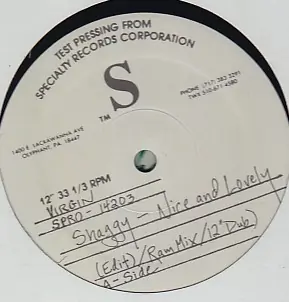 TEST PRESSING FROM
SPECIALTY RECORDS CORPORATION
S
TM
1400 E. LACKAWANNA AVE
OLYPHANT, PA. 18447
PHONE (717) 383 3291
TWX 510-671 4580
12" 33 1/3 RPM
VIRGIN
SPRO-14203
Shaggy - Nice and Lovely
(Edit)/Ram Mix/12" Dub)
A-Side